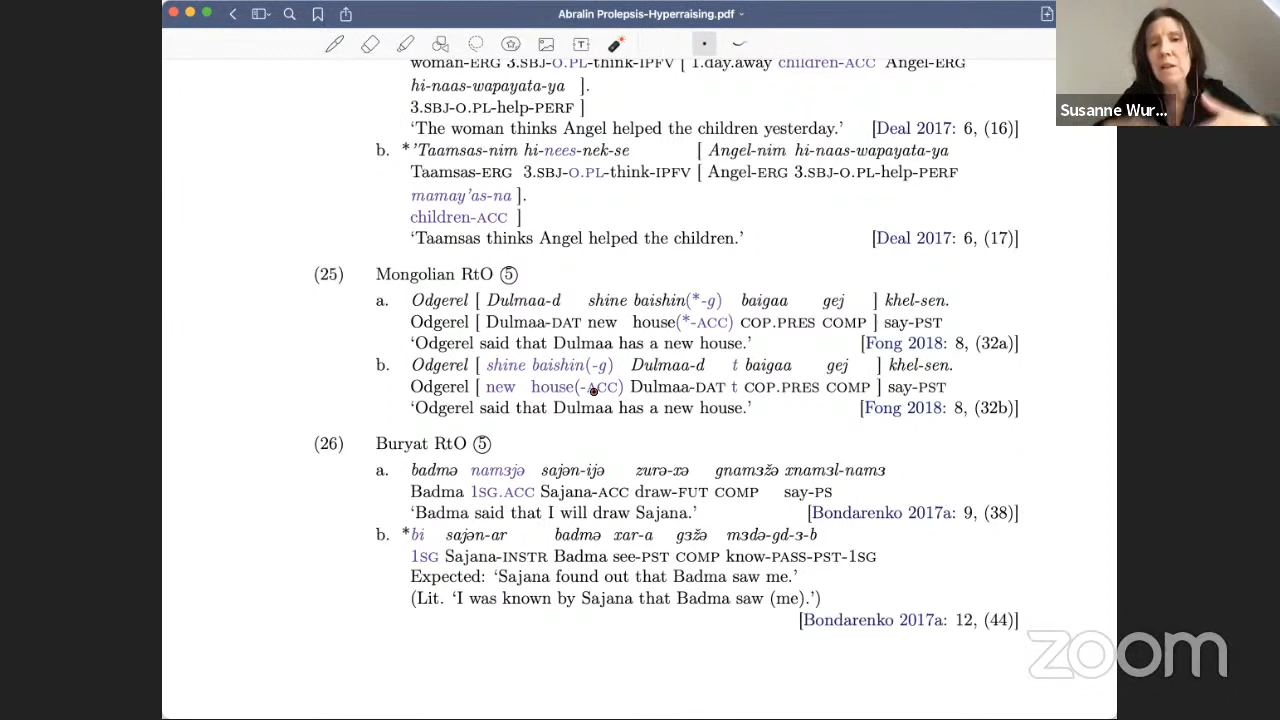 Abralin Prolepsis-Hyperraising.pdf
woman-ERG 3.SBJ-O.PL-think-IPFV [ 1.day.away children-ACC Angel-ERG
hi-naas-wapayata-ya ].
3.SBJ-O.PL-help-PERF ]
‘The woman thinks Angel helped the children yesterday.’ [Deal 2017: 6, (16)]
b. *’Taamsas-nim hi-nees-nek-se [ Angel-nim hi-naas-wapayata-ya
Taamsas-ERG 3.SBJ-O.PL-think-IPFV [ Angel-ERG 3.SBJ-O.PL-help-PERF
mamay’as-na ].
children-ACC ]
‘Taamsas thinks Angel helped the children.’ [Deal 2017: 6, (17)]
(25) Mongolian RtO ⑤
a. Odgerel [ Dulmaa-d shine baishin(*-g) baigaa gej ] khel-sen.
Odgerel [ Dulmaa-DAT new house(*-ACC) COP.PRES COMP ] say-PST
‘Odgerel said that Dulmaa has a new house.’ [Fong 2018: 8, (32a)]
b. Odgerel [ shine baishin(-g) Dulmaa-d t baigaa gej ] khel-sen.
Odgerel [ new house(-ACC) Dulmaa-DAT t COP.PRES COMP ] say-PST
‘Odgerel said that Dulmaa has a new house.’ [Fong 2018: 8, (32b)]
(26) Buryat RtO ⑤
a. badmə namɜjə sajən-ijə zurə-xə gnamɜžə xnamɜl-namɜ
Badma 1SG.ACC Sajana-ACC draw-FUT COMP say-PS
‘Badma said that I will draw Sajana.’ [Bondarenko 2017a: 9, (38)]
b. *bi sajən-ar badmə xar-a gɜžə mɜdə-gd-ɜ-b
1SG Sajana-INSTR Badma see-PST COMP know-PASS-PST-1SG
Expected: ‘Sajana found out that Badma saw me.’
(Lit. ‘I was known by Sajana that Badma saw (me).’)
[Bondarenko 2017a: 12, (44)]
Susanne Wur...
zoom